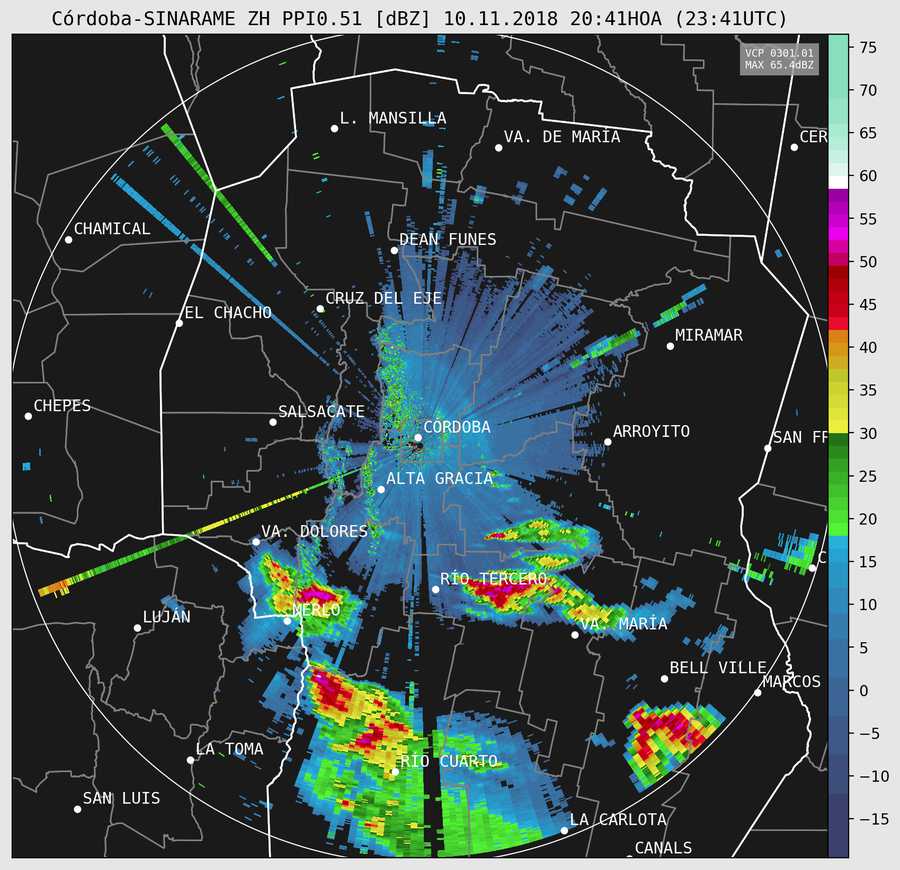 Córdoba-SINARAME ZH PPI0.51 [dBZ] 10.11.2018 20:41HOA (23:41UTC)
VCP 0301.01
MAX 65.4dBZ
75
70
65
60
55
50
45
40
35
30
25
20
15
10
5
0
−5
−10
−15
L. MANSILLA
VA. DE MARÍA
CER
CHAMICAL
DEAN FUNES
CRUZ DEL EJE
EL CHACHO
MIRAMAR
CHEPES
SALSACATE
CÓRDOBA
ARROYITO
SAN FR
ALTA GRACIA
VA. DOLORES
C
RÍO TERCERO
MERLO
LUJÁN
VA. MARÍA
BELL VILLE
MARCOS
LA TOMA
RÍO CUARTO
SAN LUIS
LA CARLOTA
CANALS